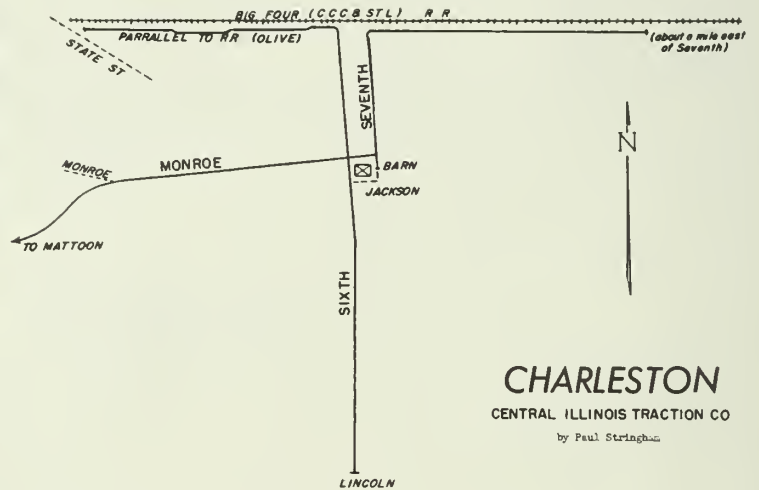 BIG FOUR (CCC & STL) R R
PARRALLEL TO RR (OLIVE)
(about a mile east
of Seventh)
STATE ST
SEVENTH
N
MONROE
MONROE
BARN
JACKSON
TO MATTOON
SIXTH
CHARLESTON
CENTRAL ILLINOIS TRACTION CO
by Paul Stringham
LINCOLN